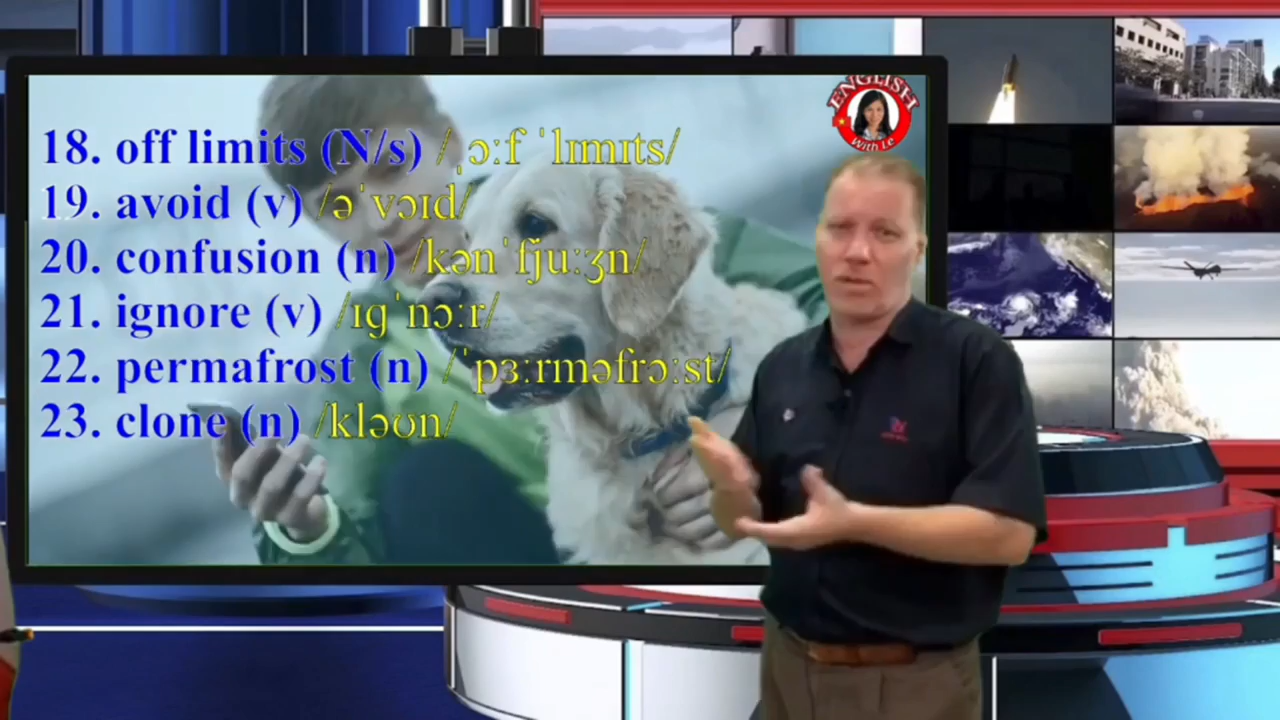 18. off limits (N/s) /ˌɔːf ˈlɪmɪts/
19. avoid (v) /əˈvɔɪd/
20. confusion (n) /kənˈfjuːʒn/
21. ignore (v) /ɪɡˈnɔːr/
22. permafrost (n) /ˈpɜːrməfrɔːst/
23. clone (n) /kləʊn/
ENGLISH
With Le